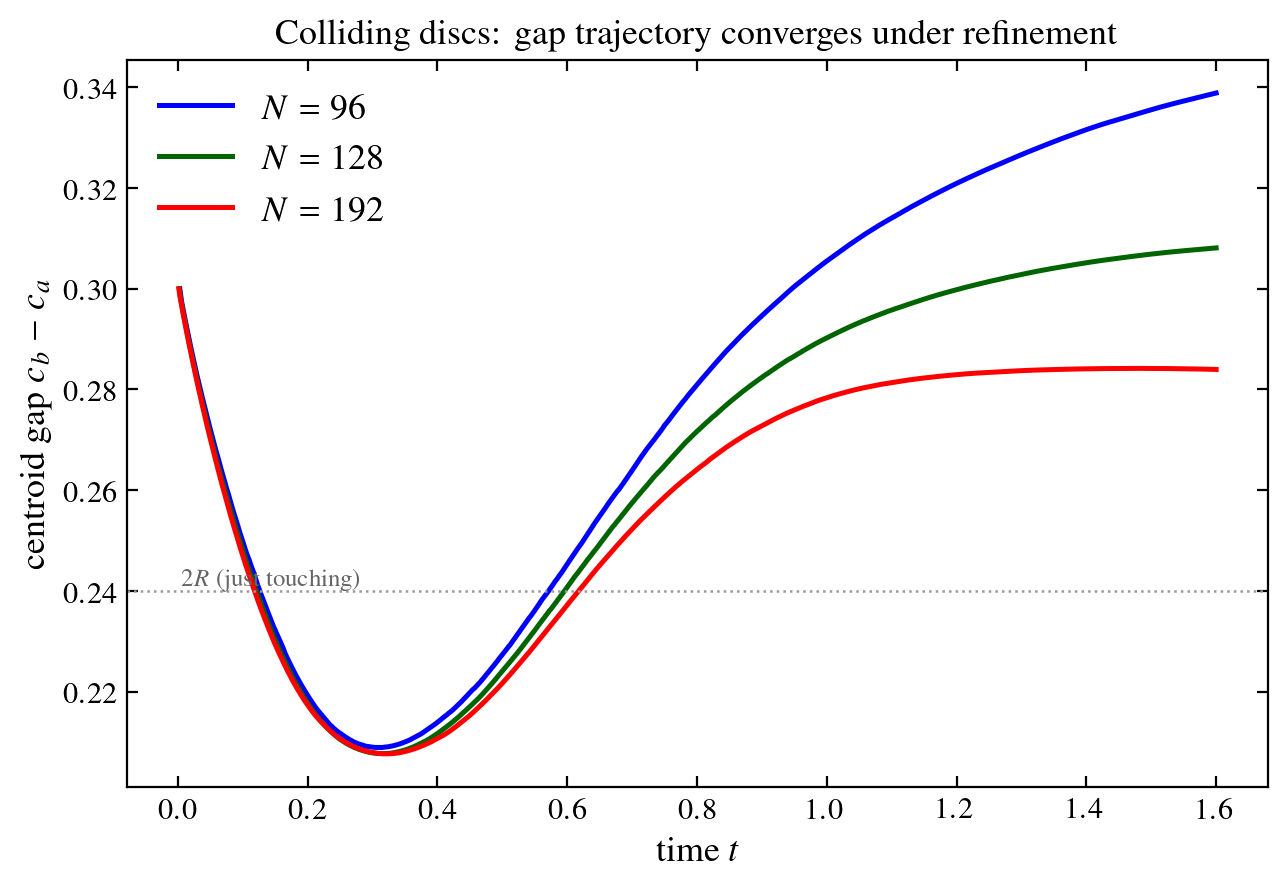 Colliding discs: gap trajectory converges under refinement
N = 96
N = 128
N = 192
centroid gap c_b − c_a
0.34
0.32
0.30
0.28
0.26
0.24
0.22
2R (just touching)
0.0 0.2 0.4 0.6 0.8 1.0 1.2 1.4 1.6
time t